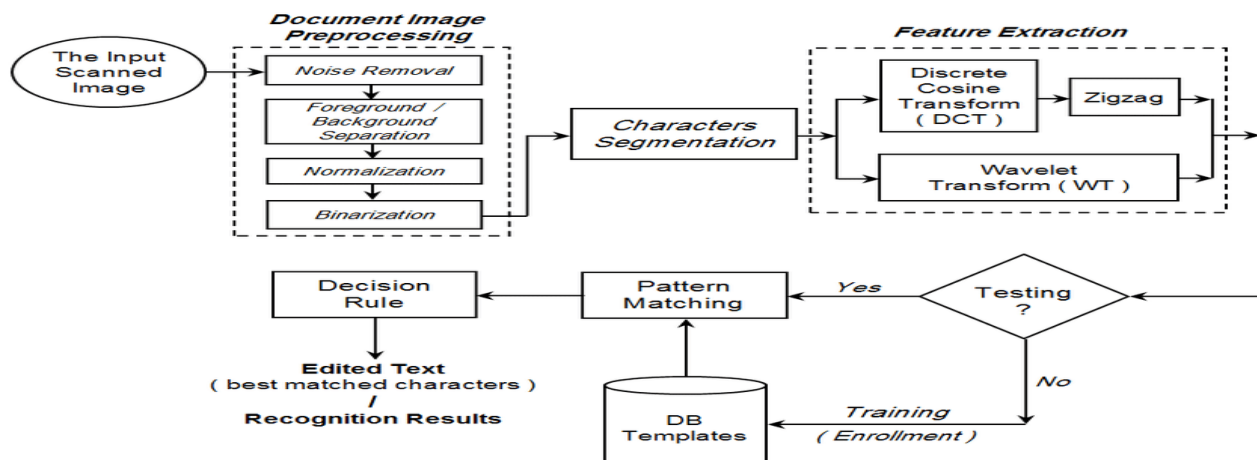 Document Image
Preprocessing
Feature Extraction
The Input
Scanned
Image
Noise Removal
Foreground /
Background
Separation
Normalization
Binarization
Characters
Segmentation
Discrete
Cosine
Transform
( DCT )
Zigzag
Wavelet
Transform ( WT )
Decision
Rule
Pattern
Matching
Yes
Testing
?
No
Edited Text
( best matched characters )
/
Recognition Results
DB
Templates
Training
( Enrollment )